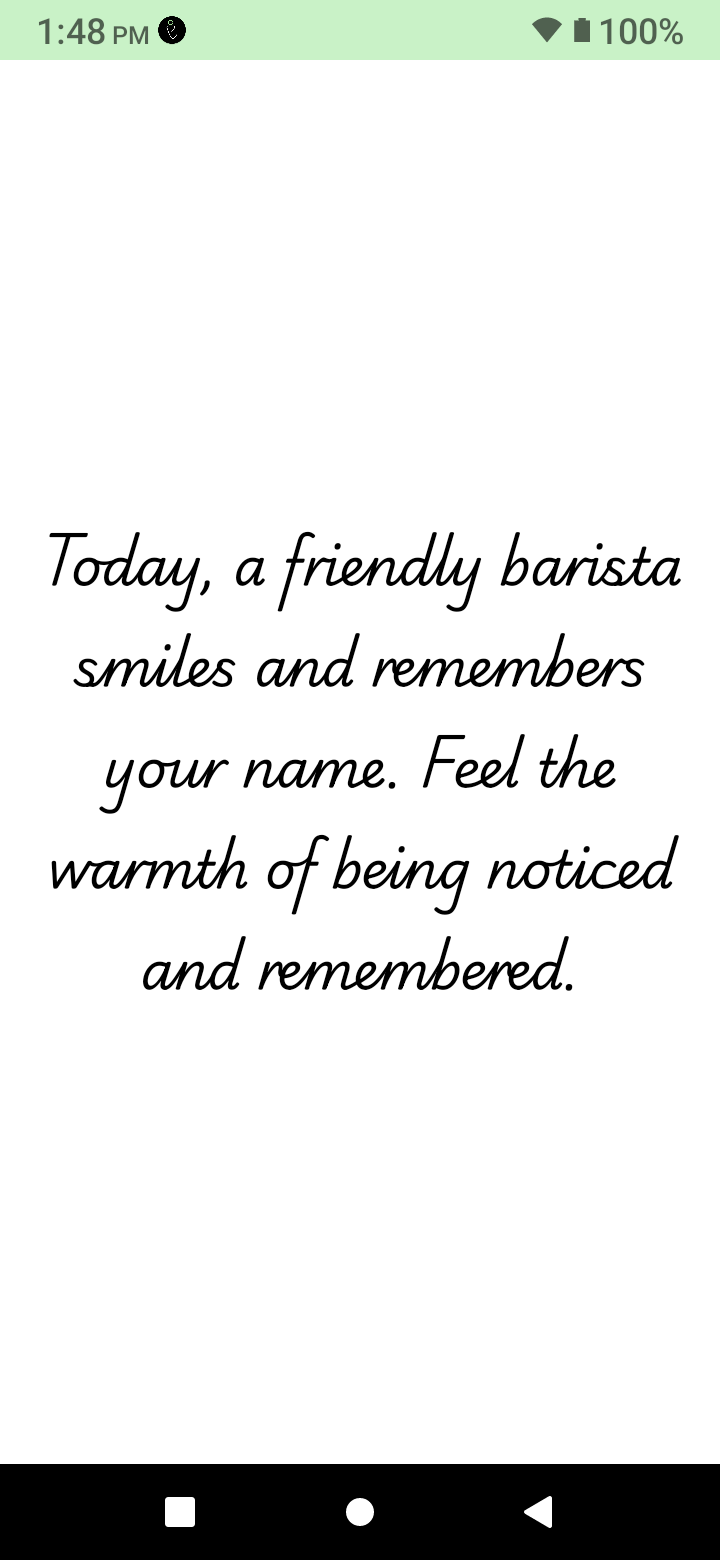 1:48 PM 100%
Today, a friendly barista
smiles and remembers
your name. Feel the
warmth of being noticed
and remembered.